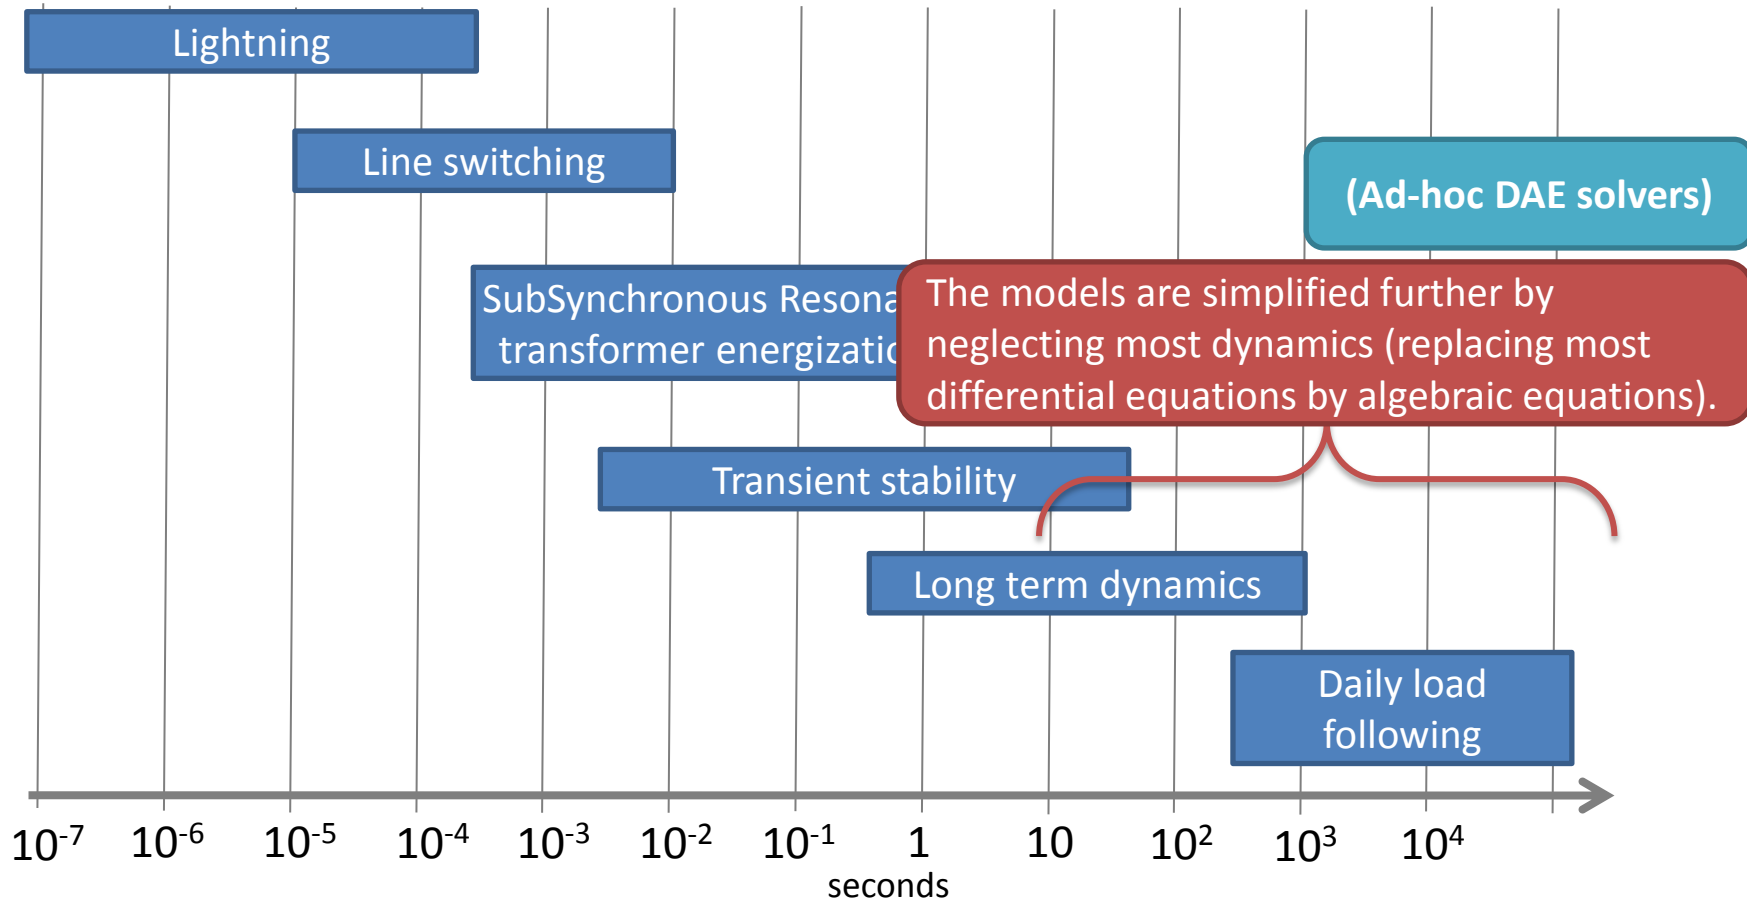 Lightning
Line switching
(Ad-hoc DAE solvers)
SubSynchronous
transformer
The models are simplified further by
neglecting most dynamics (replacing most
differential equations by algebraic equations).
Transient stability
Long term dynamics
Daily load
following
10⁻⁷ 10⁻⁶ 10⁻⁵ 10⁻⁴ 10⁻³ 10⁻² 10⁻¹ 1 10 10² 10³ 10⁴
seconds